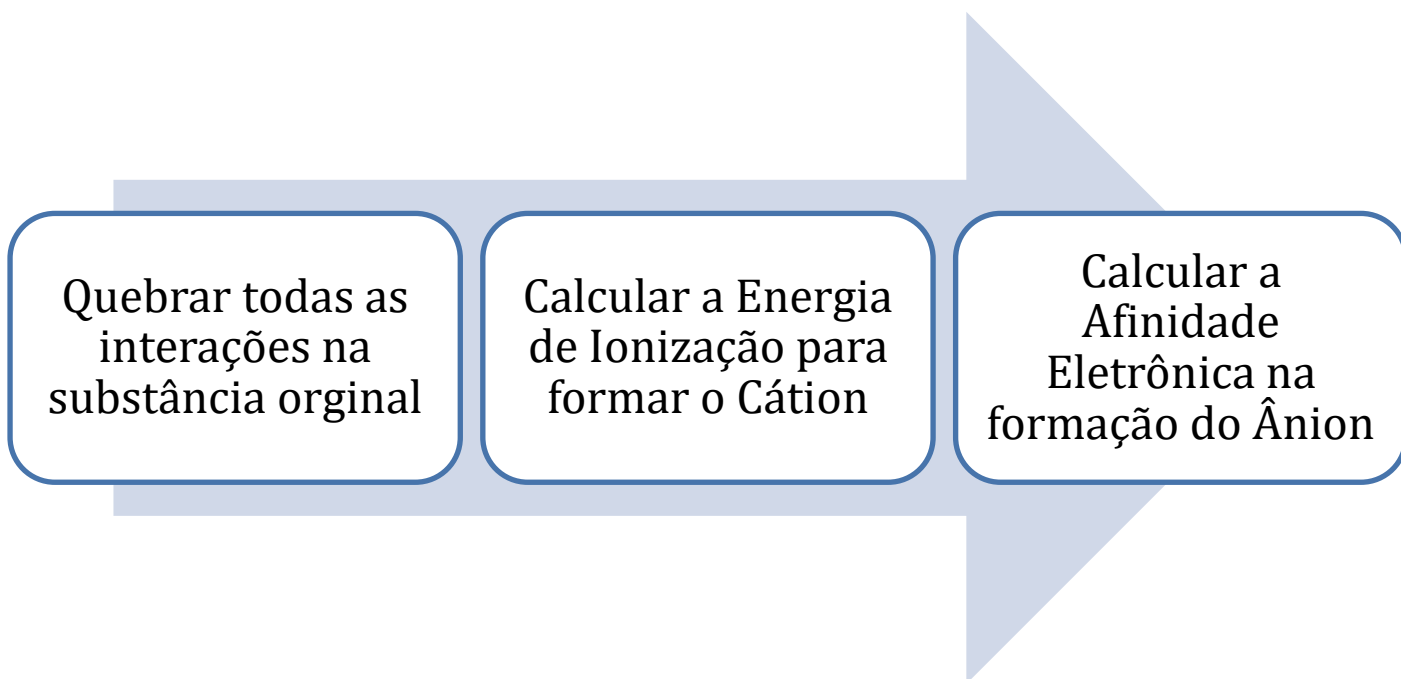 Quebrar todas as
interações na
substância orginal
Calcular a Energia
de Ionização para
formar o Cátion
Calcular a
Afinidade
Eletrônica na
formação do Ânion